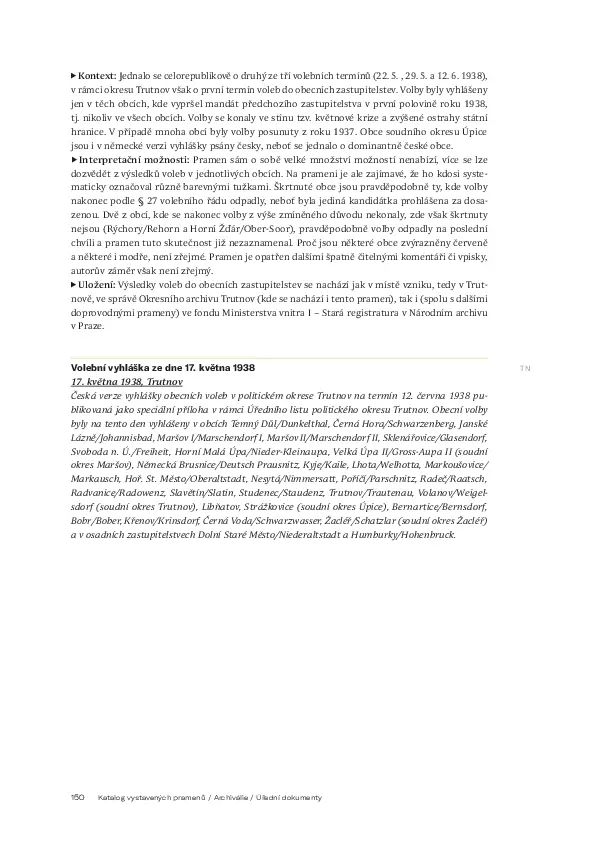 ▶ Kontext: Jednalo se celorepublikově o druhý ze tří volebních termínů (22. 5. , 29. 5. a 12. 6. 1938),
v rámci okresu Trutnov však o první termín voleb do obecních zastupitelstev. Volby byly vyhlášeny
jen v těch obcích, kde vypršel mandát předchozího zastupitelstva v první polovině roku 1938,
tj. nikoliv ve všech obcích. Volby se konaly ve stínu tzv. květnové krize a zvýšené ostrahy státní
hranice. V případě mnoha obcí byly volby posunuty z roku 1937. Obce soudního okresu Úpice
jsou i v německé verzi vyhlášky psány česky, neboť se jednalo o dominantně české obce.
▶ Interpretační možnosti: Pramen sám o sobě velké množství možností nenabízí, více se lze
dozvědět z výsledků voleb v jednotlivých obcích. Na prameni je ale zajímavé, že ho kdosi syste-
maticky označoval různě barevnými tužkami. Škrtnuté obce jsou pravděpodobně ty, kde volby
nakonec podle § 27 volebního řádu odpadly, neboť byla jediná kandidátka prohlášena za dosa-
zenou. Dvě z obcí, kde se nakonec volby z výše zmíněného důvodu nekonaly, zde však škrtnuty
nejsou (Rýchory/Rehorn a Horní Žďár/Ober-Soor), pravděpodobně volby odpadly na poslední
chvíli a pramen tuto skutečnost již nezaznamenal. Proč jsou některé obce zvýrazněny červeně
a některé i modře, není zřejmé. Pramen je opatřen dalšími špatně čitelnými komentáři či vpisky,
autorův záměr však není zřejmý.
▶ Uložení: Výsledky voleb do obecních zastupitelstev se nachází jak v místě vzniku, tedy v Trut-
nově, ve správě Okresního archivu Trutnov (kde se nachází i tento pramen), tak i (spolu s dalšími
doprovodnými prameny) ve fondu Ministerstva vnitra I – Stará registratura v Národním archivu
v Praze.
Volební vyhláška ze dne 17. května 1938
TN
17. května 1938, Trutnov
Česká verze vyhlášky obecních voleb v politickém okrese Trutnov na termín 12. června 1938 pu-
blikovaná jako speciální příloha v rámci Úředního listu politického okresu Trutnov. Obecní volby
byly na tento den vyhlášeny v obcích Temný Důl/Dunkelthal, Černá Hora/Schwarzenberg, Janské
Lázně/Johannisbad, Maršov I/Marschendorf I, Maršov II/Marschendorf II, Sklenářovice/Glasendorf,
Svoboda n. Ú./Freiheit, Horní Malá Úpa/Nieder-Kleinaupa, Velká Úpa II/Gross-Aupa II (soudní
okres Maršov), Německá Brusnice/Deutsch Prausnitz, Kyje/Kaile, Lhota/Welhotta, Markoušovice/
Markausch, Hoř. St. Město/Oberaltstadt, Nesytá/Nimmersatt, Poříčí/Parschnitz, Radeč/Raatsch,
Radvanice/Radowenz, Slavětín/Slatin, Studenec/Staudenz, Trutnov/Trautenau, Volanov/Weigel-
sdorf (soudní okres Trutnov), Libňatov, Strážkovice (soudní okres Úpice), Bernartice/Bernsdorf,
Bobr/Bober, Křenov/Krinsdorf, Černá Voda/Schwarzwasser, Žacléř/Schatzlar (soudní okres Žacléř)
a v osadních zastupitelstvech Dolní Staré Město/Niederaltstadt a Humburky/Hohenbruck.
150 Katalog vystavených pramenů / Archiválie / Úřední dokumenty